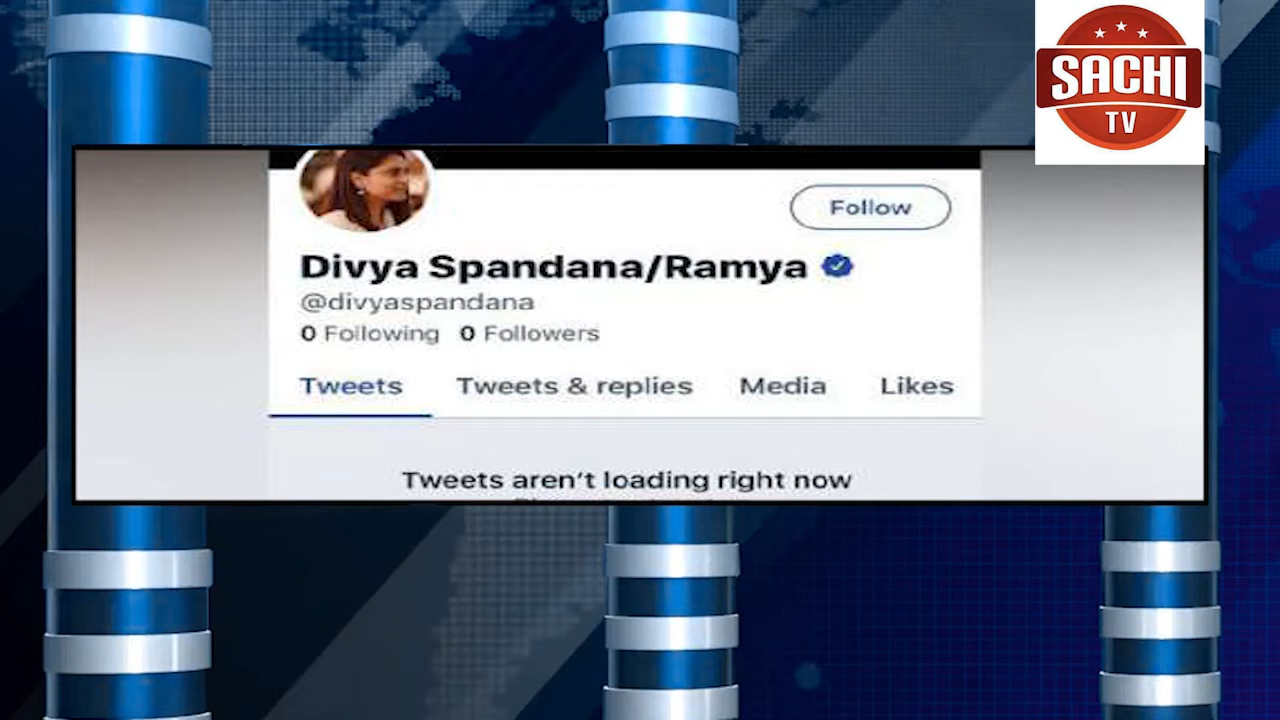 SACHI
TV
Follow
Divya Spandana/Ramya
@divyaspandana
0 Following 0 Followers
Tweets Tweets & replies Media Likes
Tweets aren't loading right now